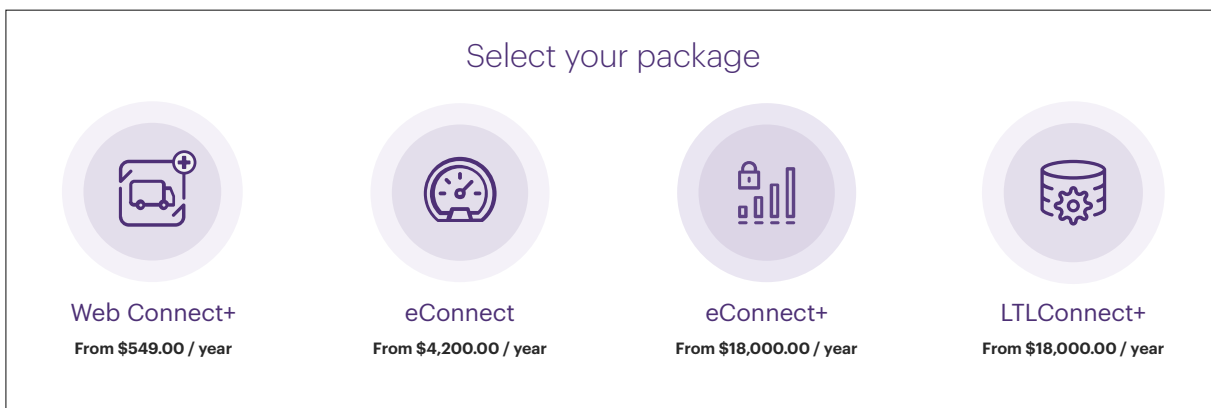 Select your package
Web Connect+
From $549.00 / year
eConnect
From $4,200.00 / year
eConnect+
From $18,000.00 / year
LTLConnect+
From $18,000.00 / year